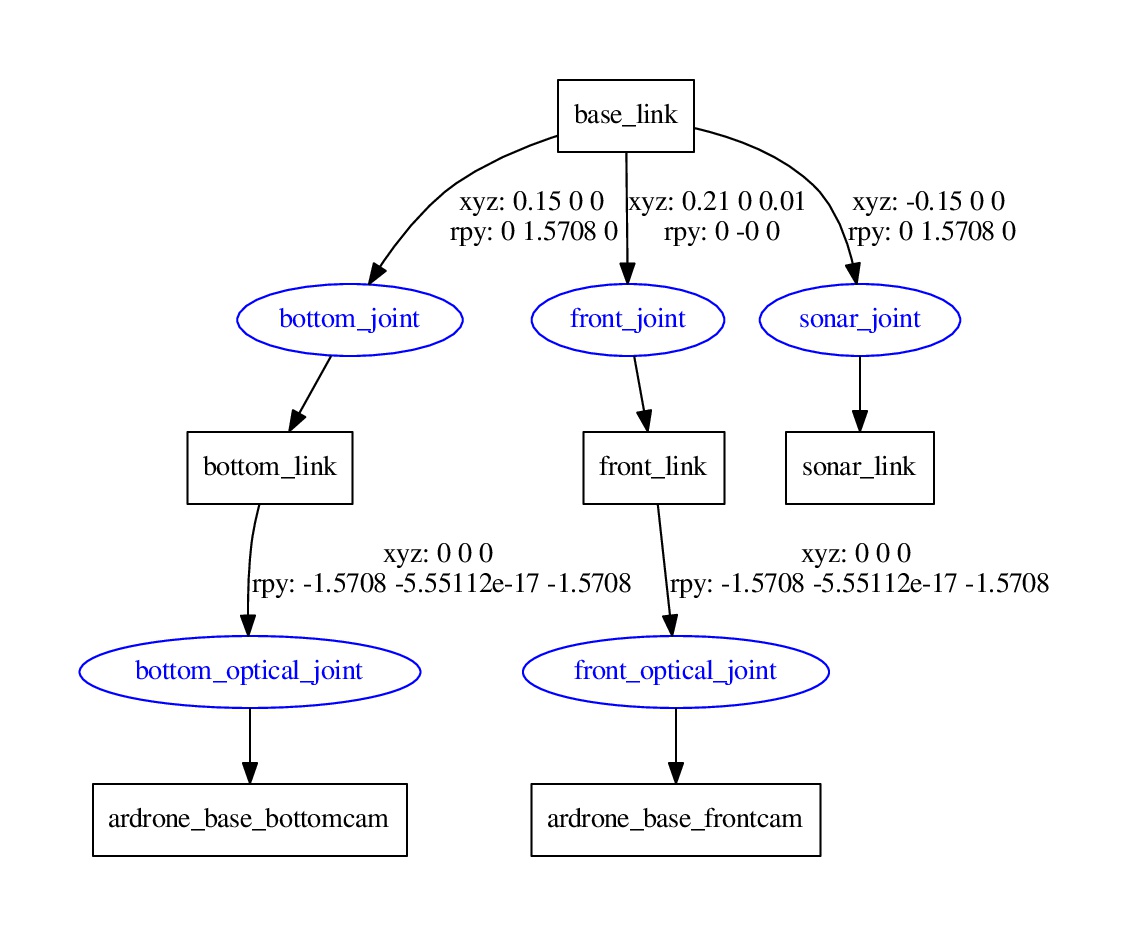 base_link
xyz: 0.15 0 0
rpy: 0 1.5708 0
xyz: 0.21 0 0.01
rpy: 0 -0 0
xyz: -0.15 0 0
rpy: 0 1.5708 0
bottom_joint
front_joint
sonar_joint
bottom_link
front_link
sonar_link
xyz: 0 0 0
rpy: -1.5708 -5.55112e-17 -1.5708
xyz: 0 0 0
rpy: -1.5708 -5.55112e-17 -1.5708
bottom_optical_joint
front_optical_joint
ardrone_base_bottomcam
ardrone_base_frontcam